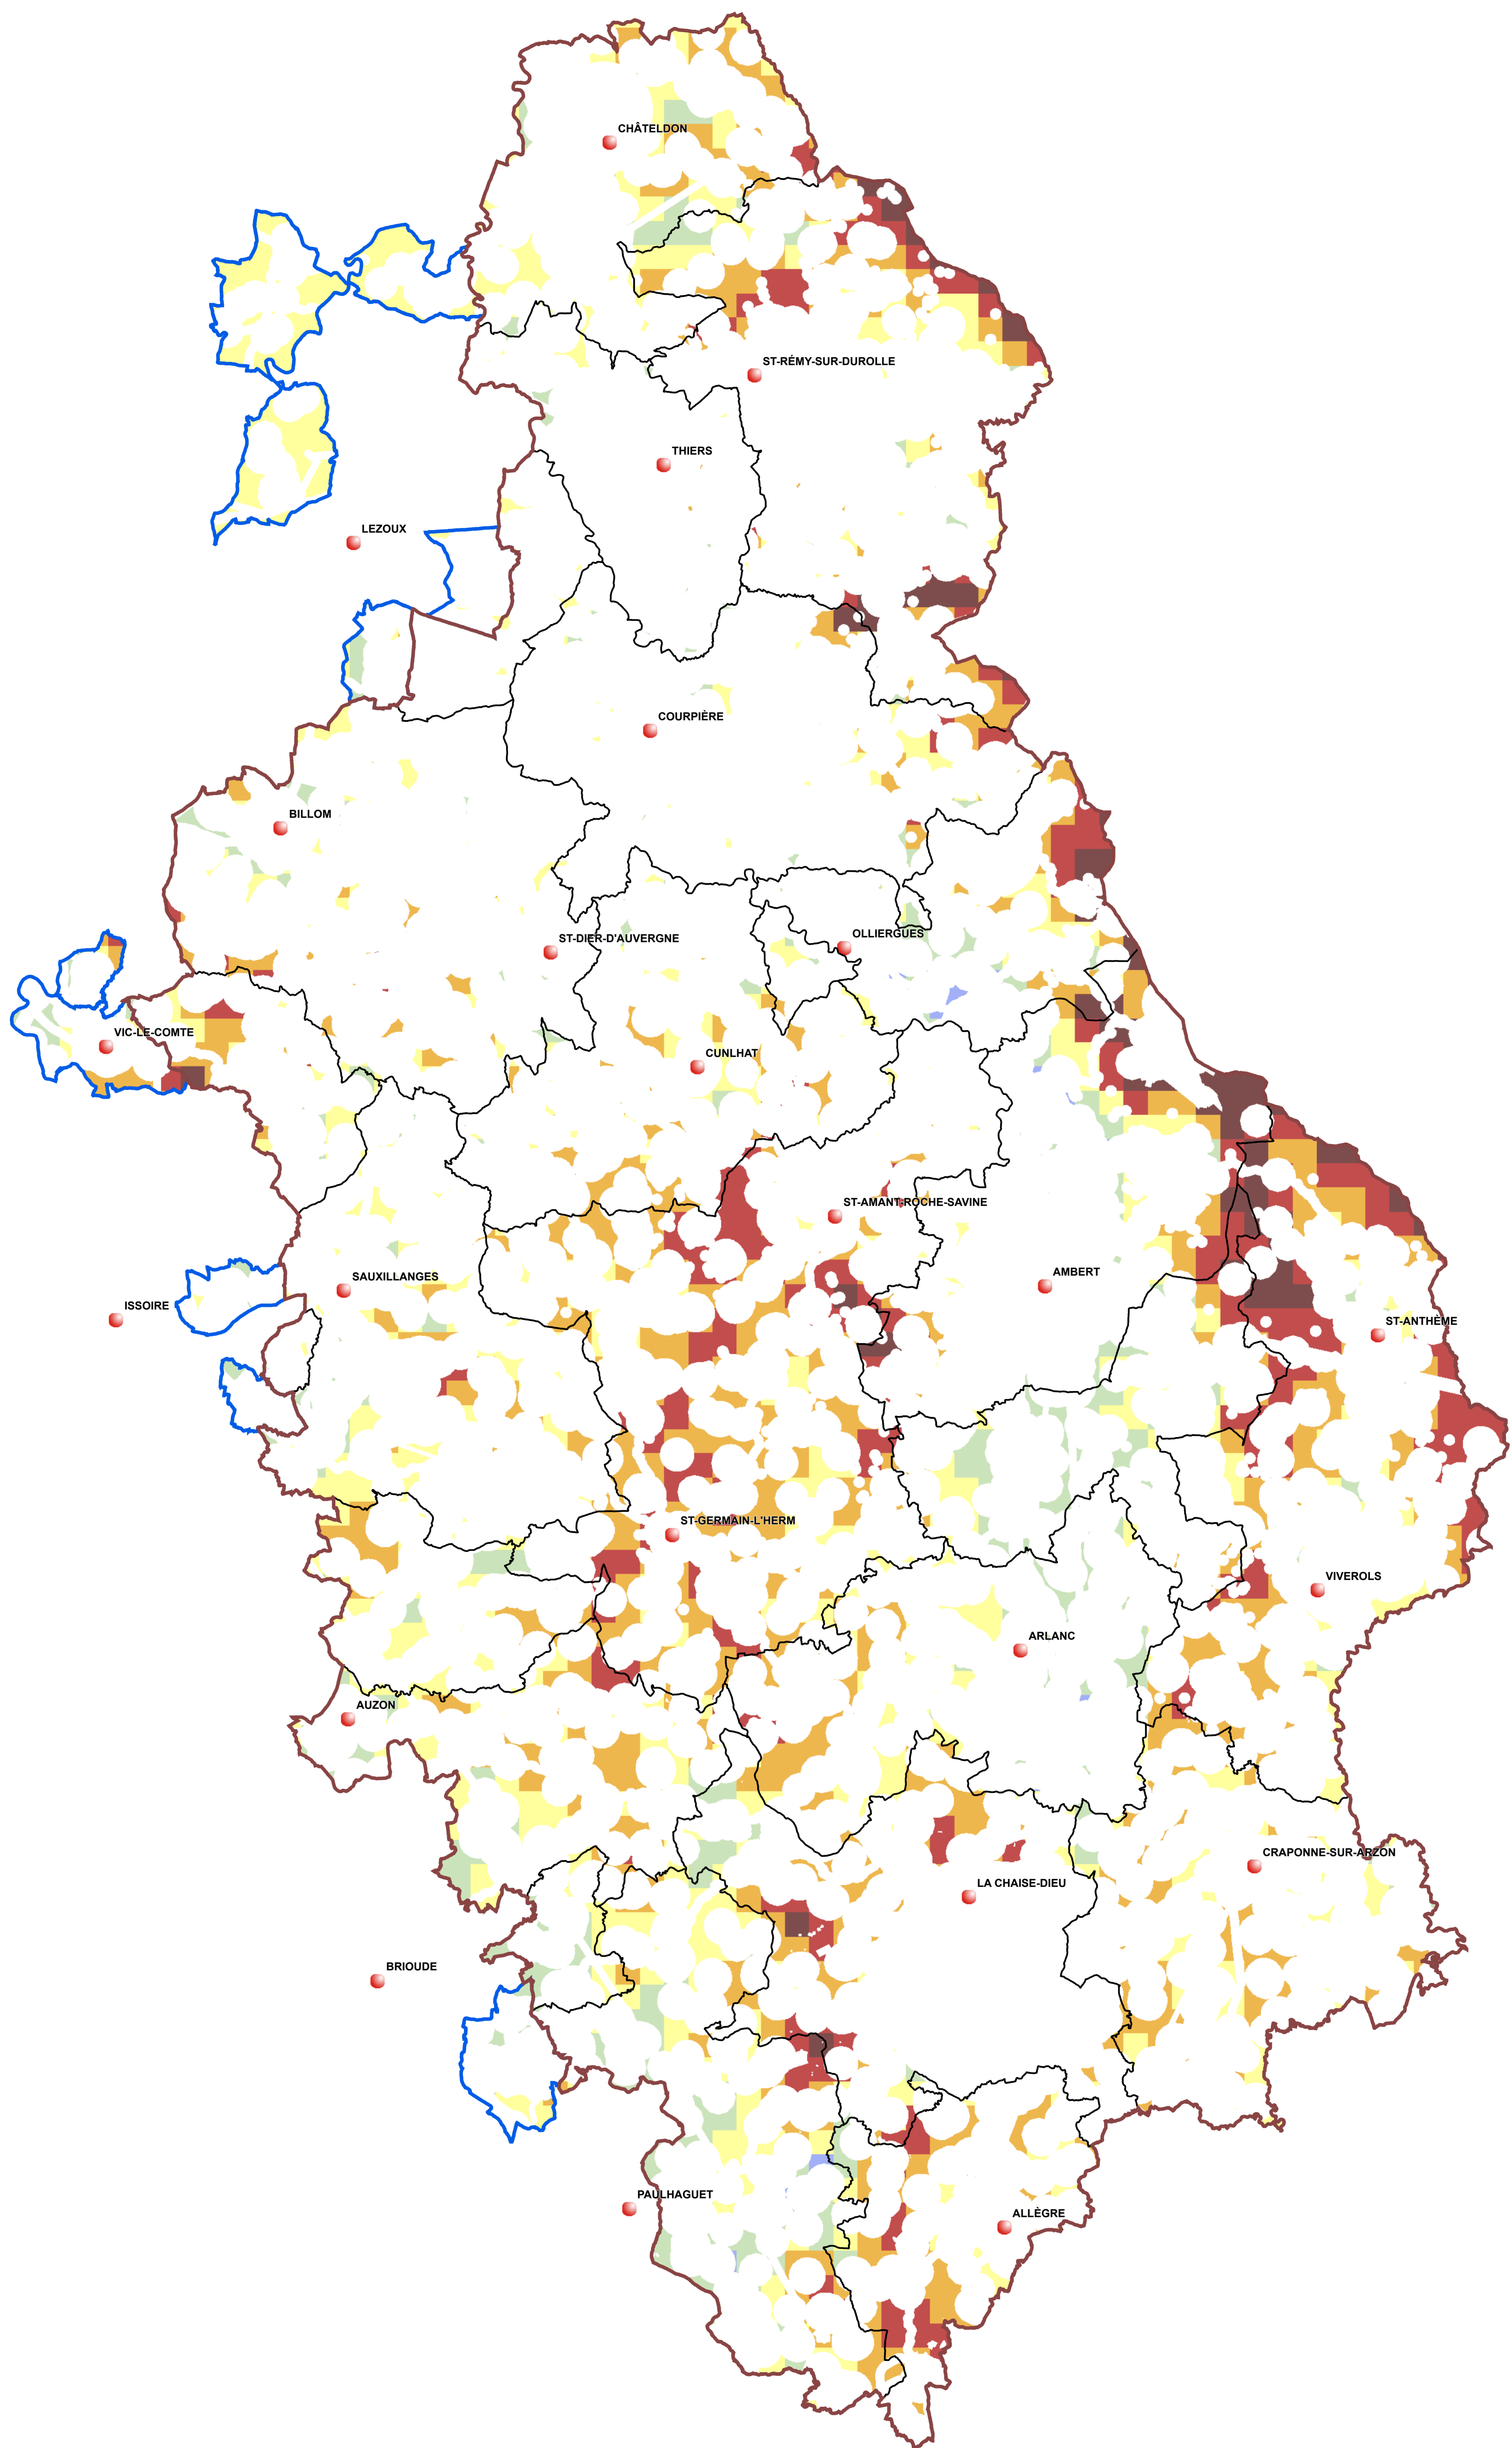 CHÂTELDON
ST-RÉMY-SUR-DUROLLE
THIERS
LEZOUX
COURPIÈRE
BILLOM
OLLIERGUES
ST-DIER-D'AUVERGNE
VIC-LE-COMTE
CUNLHAT
ST-AMANT-ROCHE-SAVINE
AMBERT
SAUXILLANGES
ISSOIRE
ST-ANTHÈME
ST-GERMAIN-L'HERM
VIVEROLS
ARLANC
AUZON
CRAPONNE-SUR-ARZON
LA CHAISE-DIEU
BRIOUDE
PAULHAGUET
ALLÈGRE